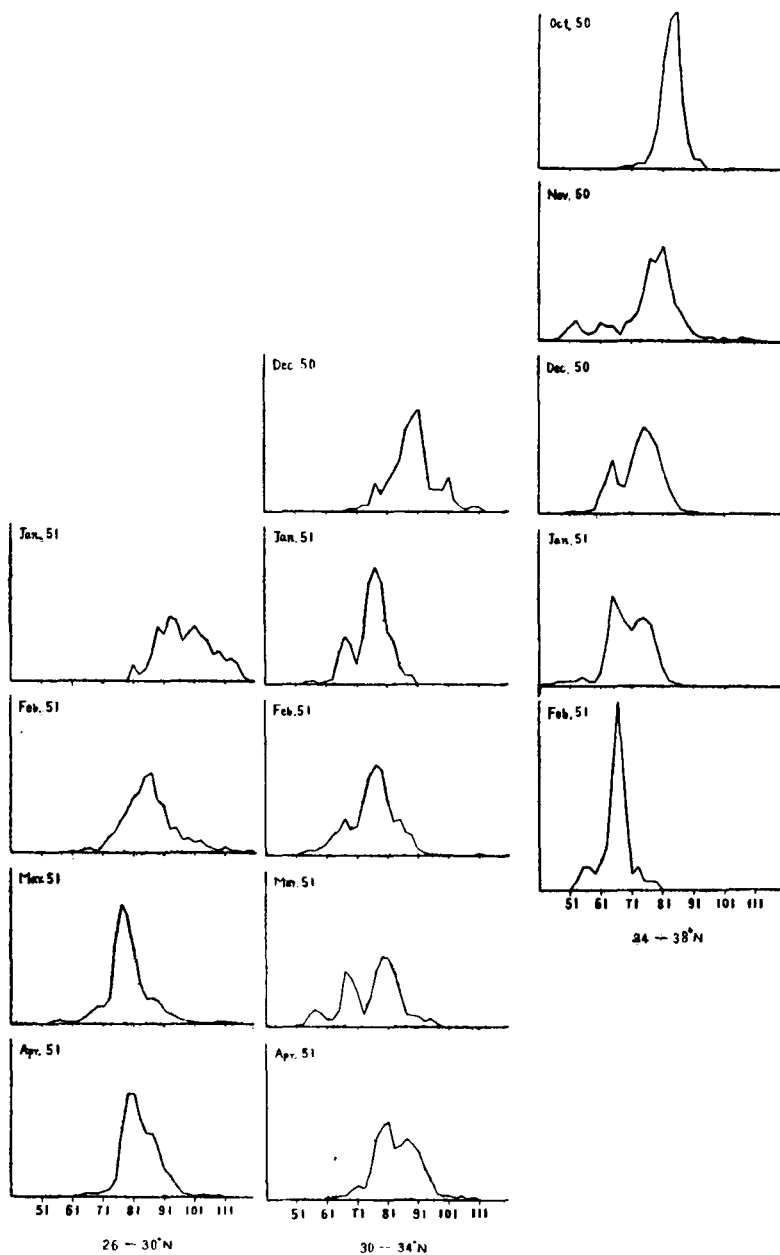 Oct. 50
Nov. 50
Dec. 50
Dec. 50
Jan. 51
Jan. 51
Jan. 51
Feb. 51
Feb. 51
Feb. 51
51 61 71 81 91 101 111
34 — 38°N
Mar. 51
Mar. 51
Apr. 51
Apr. 51
51 61 71 81 91 101 111
51 61 71 81 91 101 111
26 — 30°N
30 — 34°N